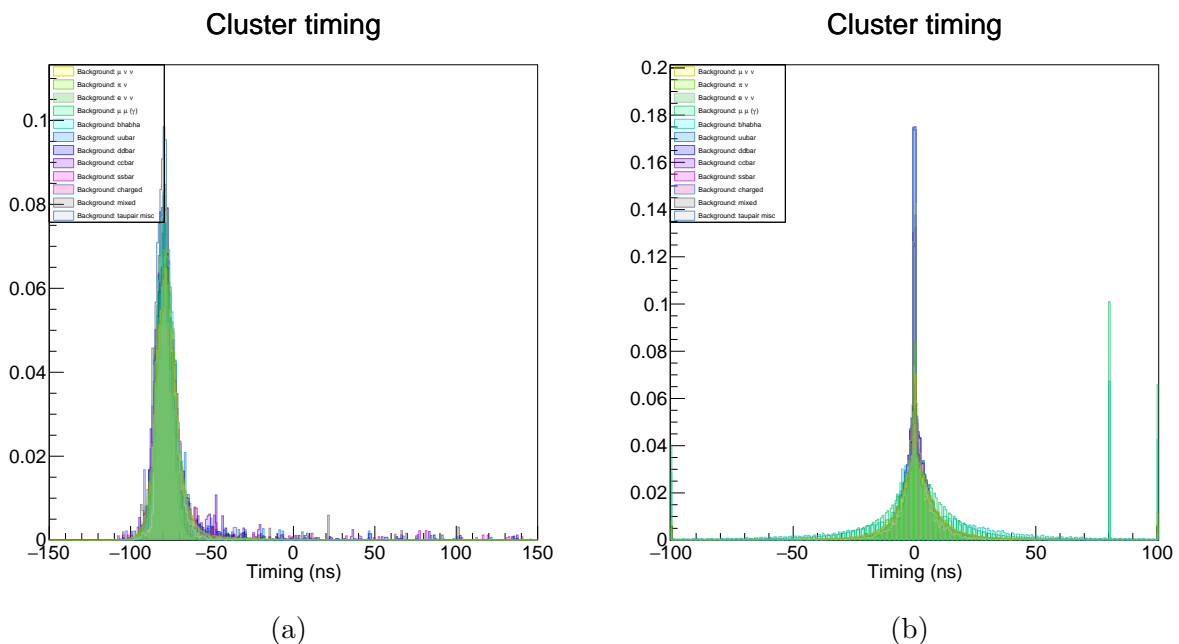 Cluster timing
Background: μ ν ν
Background: π ν
Background: e ν ν
Background: μ μ (γ)
Background: bhabha
Background: uubar
Background: ddbar
Background: ccbar
Background: ssbar
Background: charged
Background: mixed
Background: taupair misc
0.1
0.08
0.06
0.04
0.02
0
−150 −100 −50 0 50 100 150
Timing (ns)
(a)
Cluster timing
Background: μ ν ν
Background: π ν
Background: e ν ν
Background: μ μ (γ)
Background: bhabha
Background: uubar
Background: ddbar
Background: ccbar
Background: ssbar
Background: charged
Background: mixed
Background: taupair misc
0.2
0.18
0.16
0.14
0.12
0.1
0.08
0.06
0.04
0.02
0
−100 −50 0 50 100
Timing (ns)
(b)